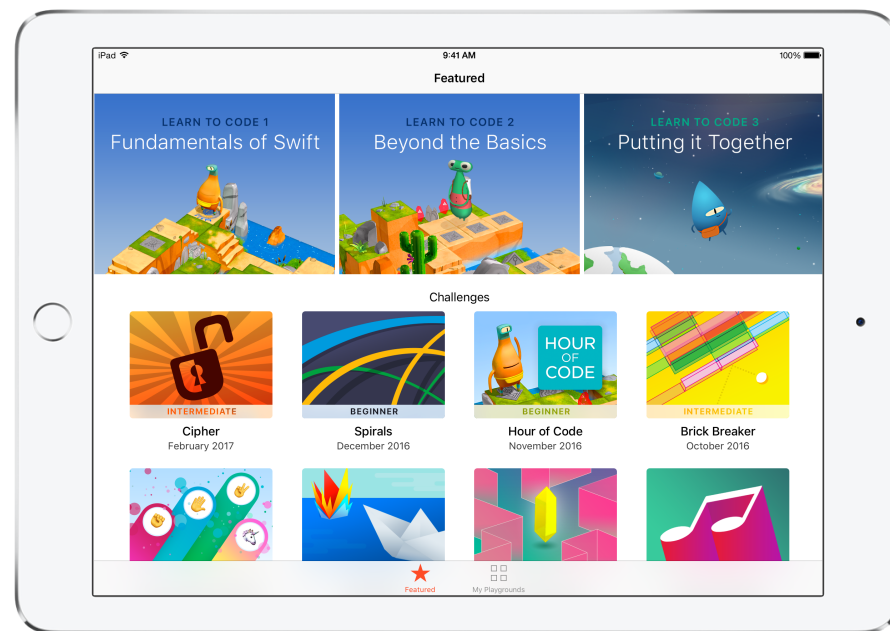 iPad
9:41 AM
100%
Featured
LEARN TO CODE 1
Fundamentals of Swift
LEARN TO CODE 2
Beyond the Basics
LEARN TO CODE 3
Putting it Together
Challenges
HOUR
OF
CODE
INTERMEDIATE
BEGINNER
BEGINNER
INTERMEDIATE
Cipher
February 2017
Spirals
December 2016
Hour of Code
November 2016
Brick Breaker
October 2016
Featured
My Playgrounds